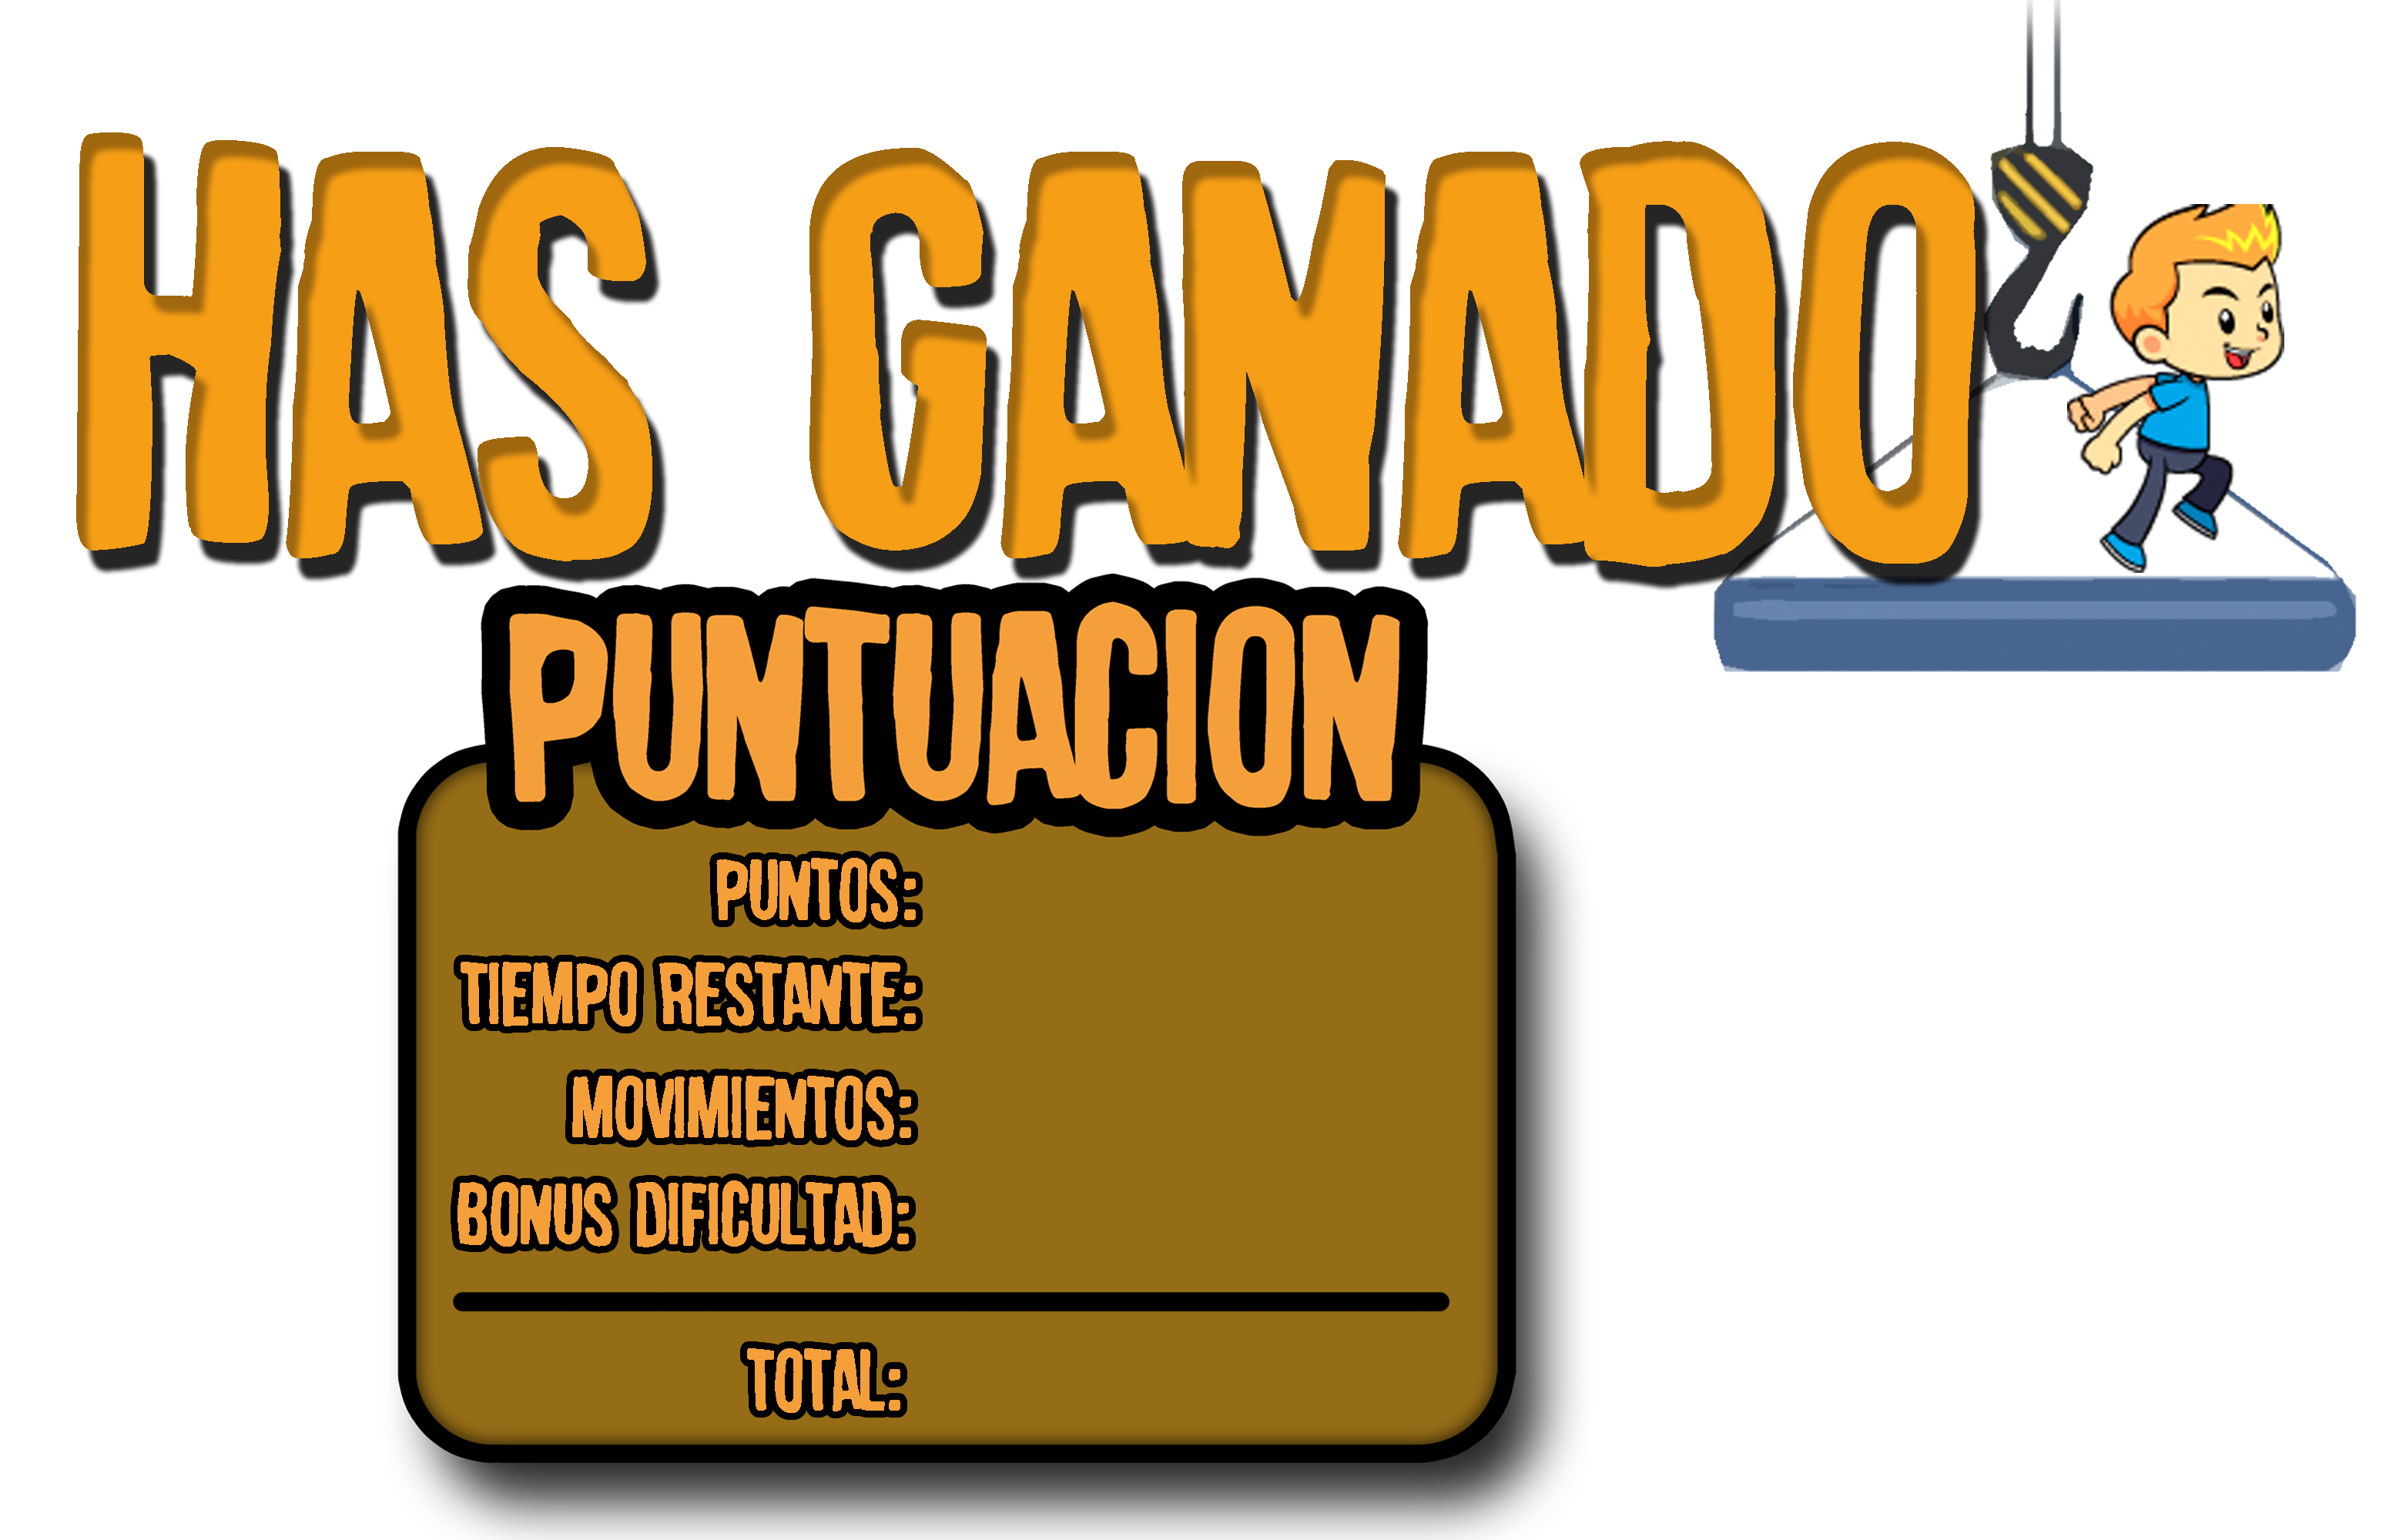 HAS GANADO
PUNTUACION
PUNTOS:
TIEMPO RESTANTE:
MOVIMIENTOS:
BONUS DIFICULTAD:
TOTAL: